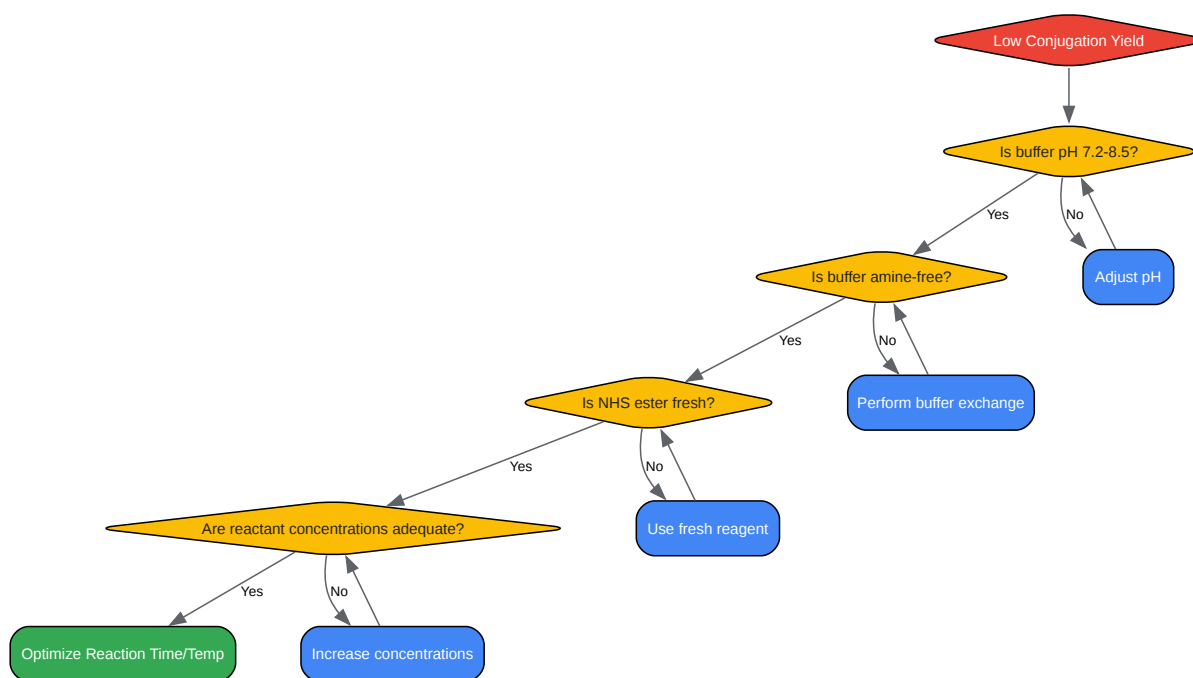 Low Conjugation Yield
Is buffer pH 7.2-8.5?
Yes
No
Is buffer amine-free?
Adjust pH
Yes
No
Is NHS ester fresh?
Perform buffer exchange
Yes
No
Are reactant concentrations adequate?
Use fresh reagent
Yes
No
Optimize Reaction Time/Temp
Increase concentrations